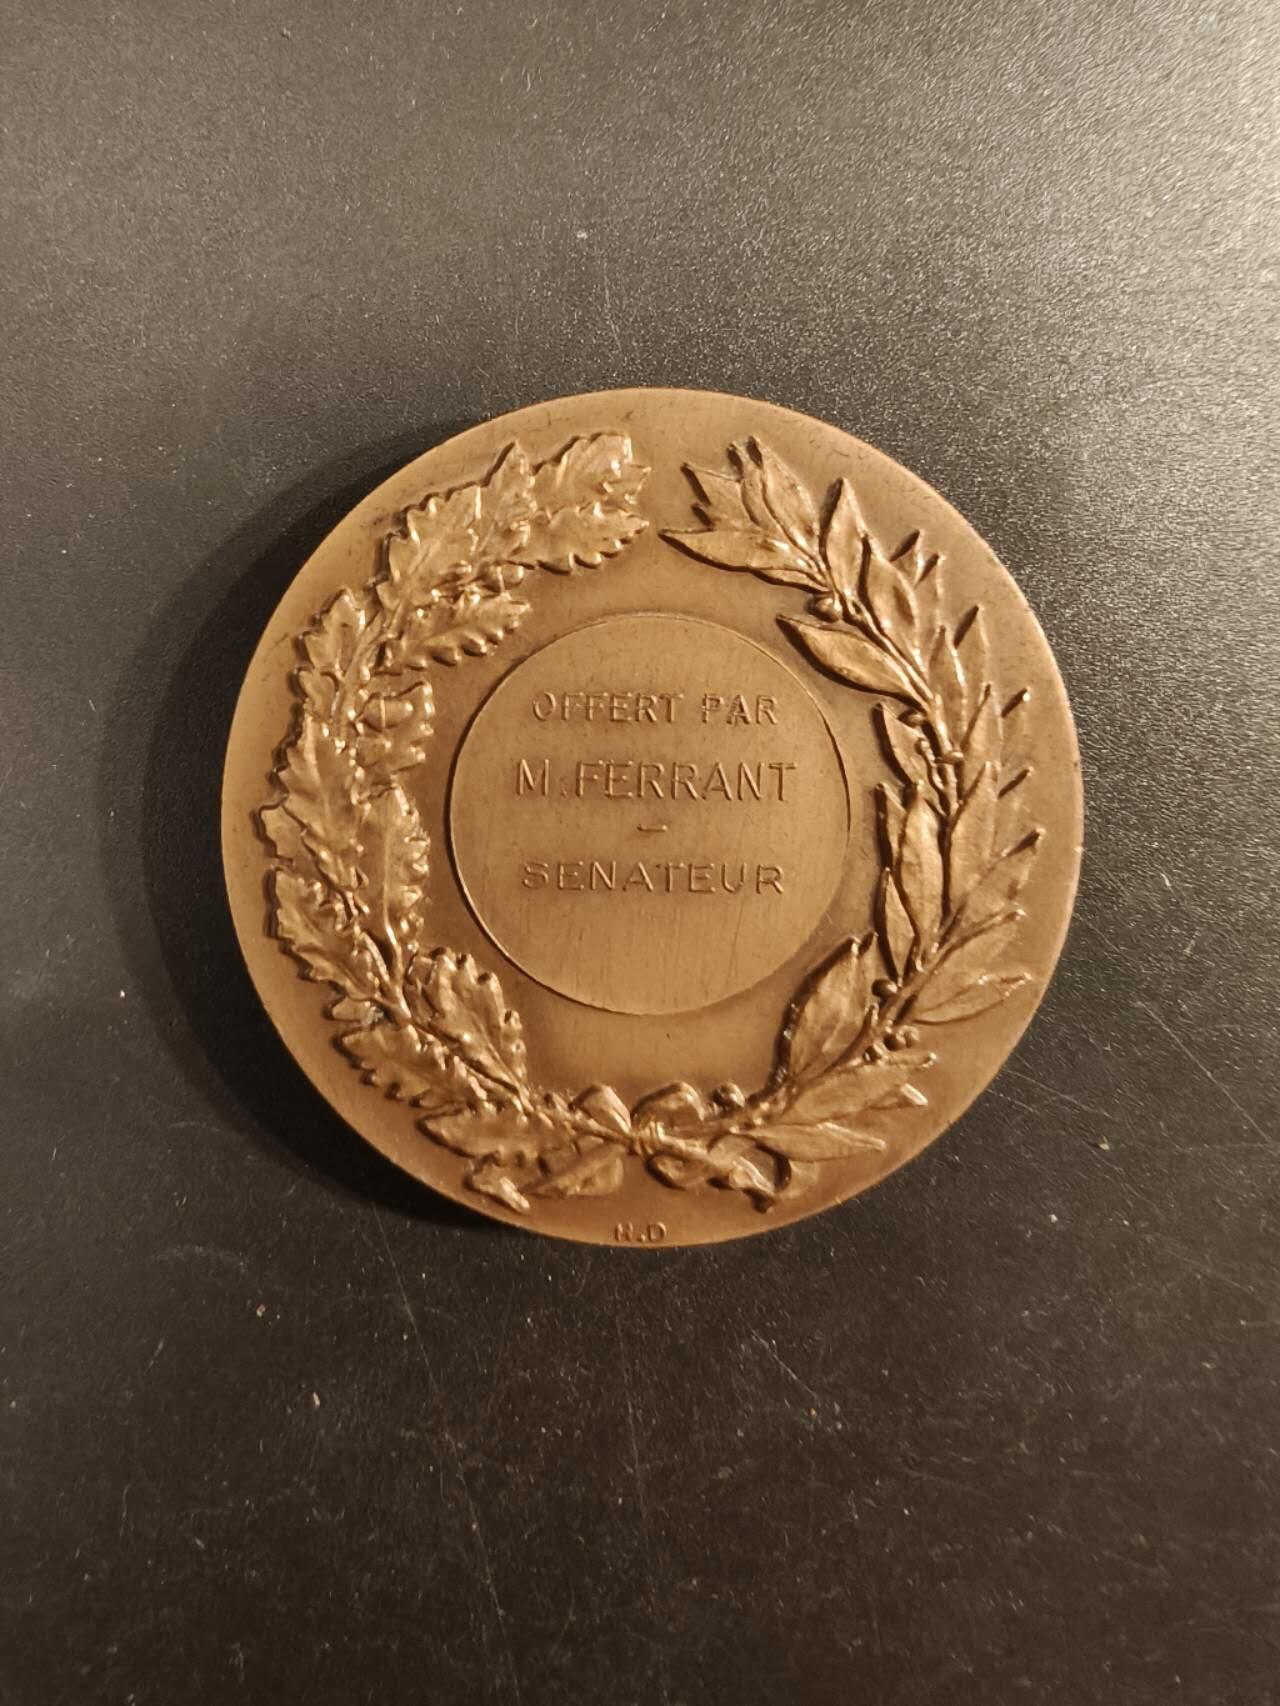 OFFERT PAR
M. FERRANT
-
SENATEUR
H.D